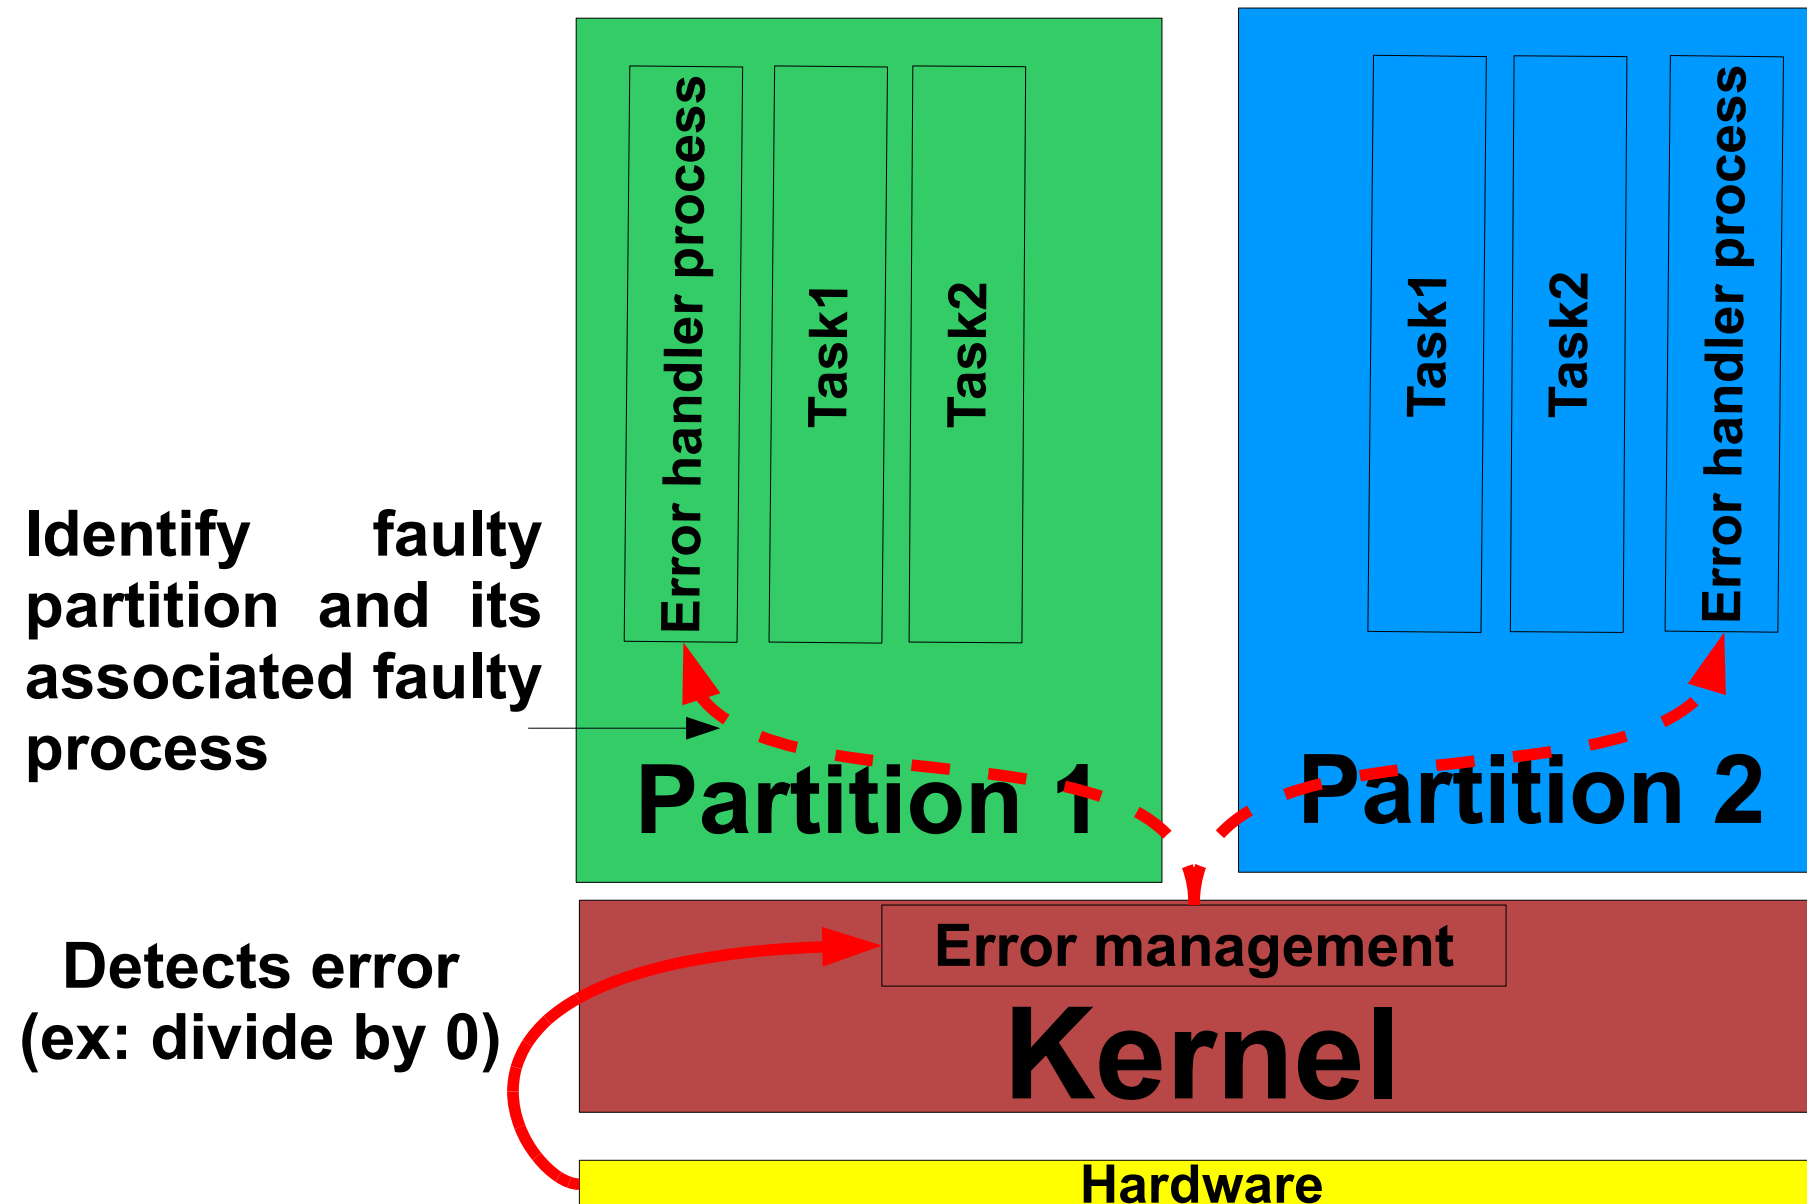 Error handler process
Task1
Task2
Task1
Task2
Error handler process
Identify faulty
partition and its
associated faulty
process
Partition 1
Partition 2
Detects error
(ex: divide by 0)
Error management
Kernel
Hardware